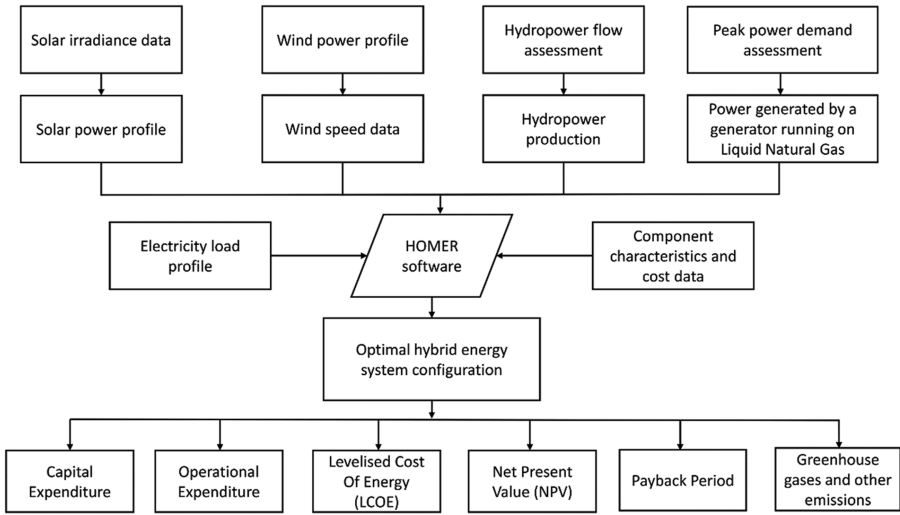 Solar irradiance data
Wind power profile
Hydropower flow
assessment
Peak power demand
assessment
Solar power profile
Wind speed data
Hydropower
production
Power generated by a
generator running on
Liquid Natural Gas
Electricity load
profile
HOMER
software
Component
characteristics and
cost data
Optimal hybrid energy
system configuration
Capital
Expenditure
Operational
Expenditure
Levelised Cost
Of Energy
(LCOE)
Net Present
Value (NPV)
Payback Period
Greenhouse
gases and other
emissions